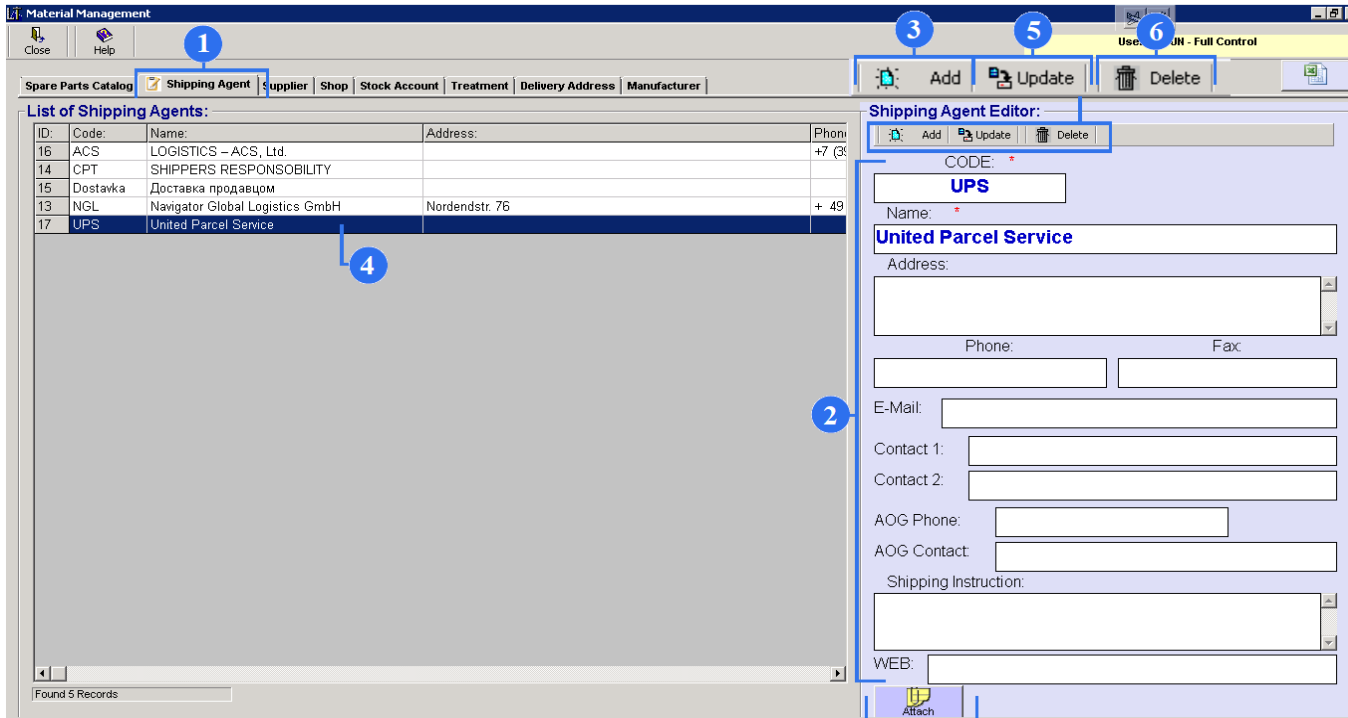 Material Management
Close Help
User: UN - Full Control
1 3 5 6
Add Update Delete
Spare Parts Catalog Shipping Agent Supplier Shop Stock Account Treatment Delivery Address Manufacturer
List of Shipping Agents:
ID: Code: Name: Address: Phon
16 ACS LOGISTICS – ACS, Ltd. +7 (39
14 CPT SHIPPERS RESPONSOBILITY
15 Dostavka Доставка продавцом
13 NGL Navigator Global Logistics GmbH Nordendstr. 76 + 49
17 UPS United Parcel Service
4
Found 5 Records
Shipping Agent Editor:
Add Update Delete
CODE: *
UPS
Name: *
United Parcel Service
Address:
Phone: Fax:
2
E-Mail:
Contact 1:
Contact 2:
AOG Phone:
AOG Contact:
Shipping Instruction:
WEB:
Attach